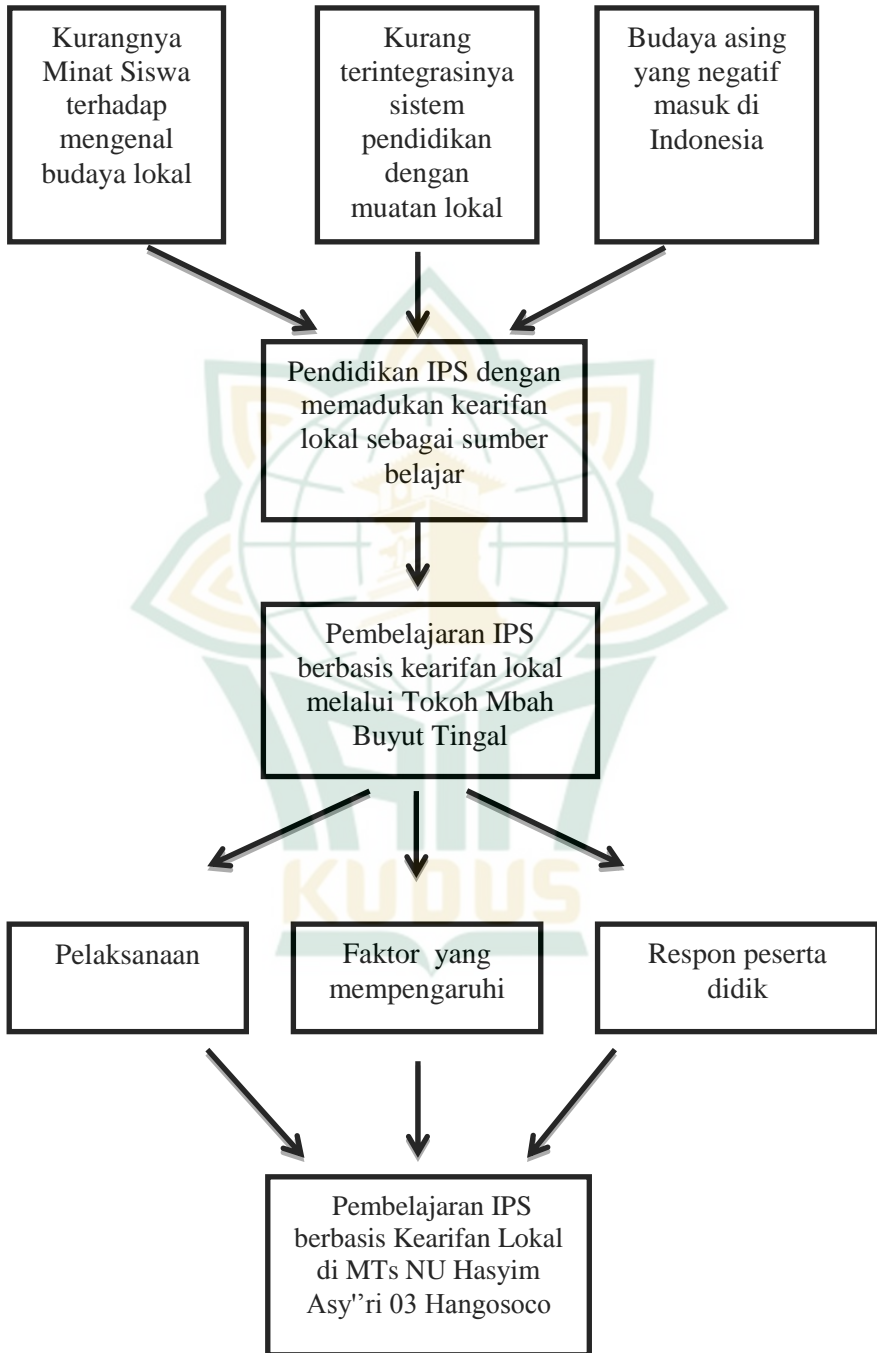 Kurangnya
Minat Siswa
terhadap
mengenal
budaya lokal
Kurang
terintegrasinya
sistem
pendidikan
dengan
muatan lokal
Budaya asing
yang negatif
masuk di
Indonesia
Pendidikan IPS dengan
memadukan kearifan
lokal sebagai sumber
belajar
Pembelajaran IPS
berbasis kearifan lokal
melalui Tokoh Mbah
Buyut Tingal
KUDUS
Pelaksanaan
Faktor yang
mempengaruhi
Respon peserta
didik
Pembelajaran IPS
berbasis Kearifan Lokal
di MTs NU Hasyim
Asy'’ri 03 Hangosoco